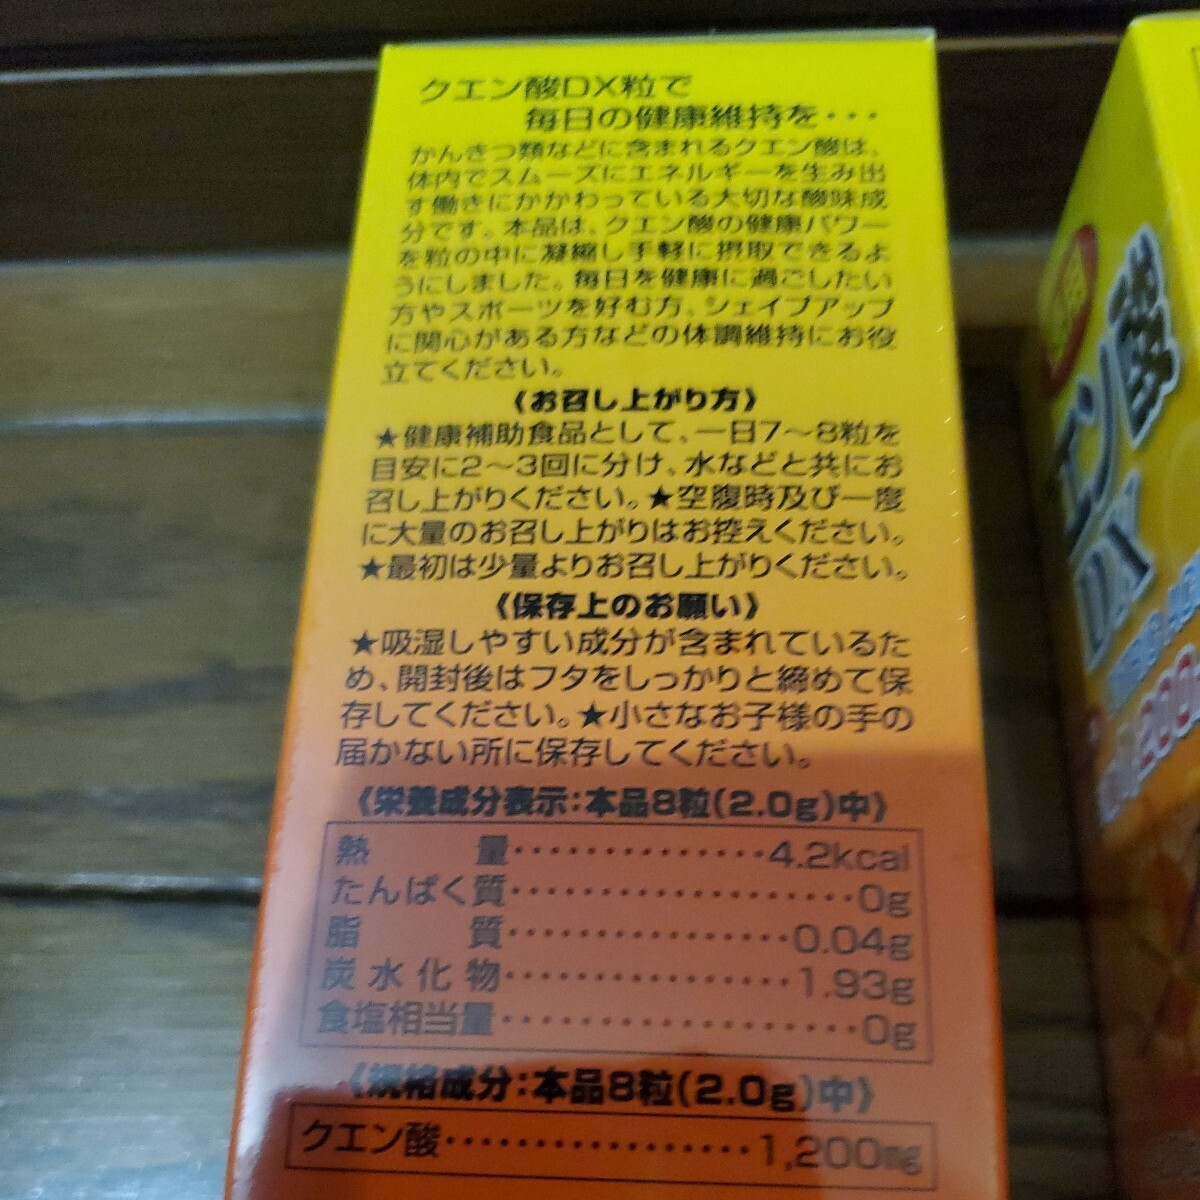 クエン酸DX粒で
毎日の健康維持を・・・
かんきつ類などに含まれるクエン酸は、
体内でスムーズにエネルギーを生み出
す働きにかかわっている大切な酸味成
分です。本品は、クエン酸の健康パワー
を粒の中に凝縮し手軽に摂取できるよ
うにしました。毎日を健康に過ごしたい
方やスポーツを好む方、シェイプアップ
に関心がある方などの体調維持にお役
立てください。
《お召し上がり方》
★健康補助食品として、一日7〜8粒を
目安に2〜3回に分け、水などと共にお
召し上がりください。★空腹時及び一度
に大量のお召し上がりはお控えください。
★最初は少量よりお召し上がりください。
《保存上のお願い》
★吸湿しやすい成分が含まれているた
め、開封後はフタをしっかりと締めて保
存してください。★小さなお子様の手の
届かない所に保存してください。
《栄養成分表示：本品8粒(2.0g)中》
熱量・・・・・・・・・・・・・・4.2kcal
たんぱく質・・・・・・・・・・・・・・・・・・・0g
脂質・・・・・・・・・・・・・・・・0.04g
炭水化物・・・・・・・・・・・・・・・・1.93g
食塩相当量・・・・・・・・・・・・・・・・・・・・0g
《規格成分：本品8粒(2.0g)中》
クエン酸・・・・・・・・・・・・・・・・・1,200mg
エン酸
DX